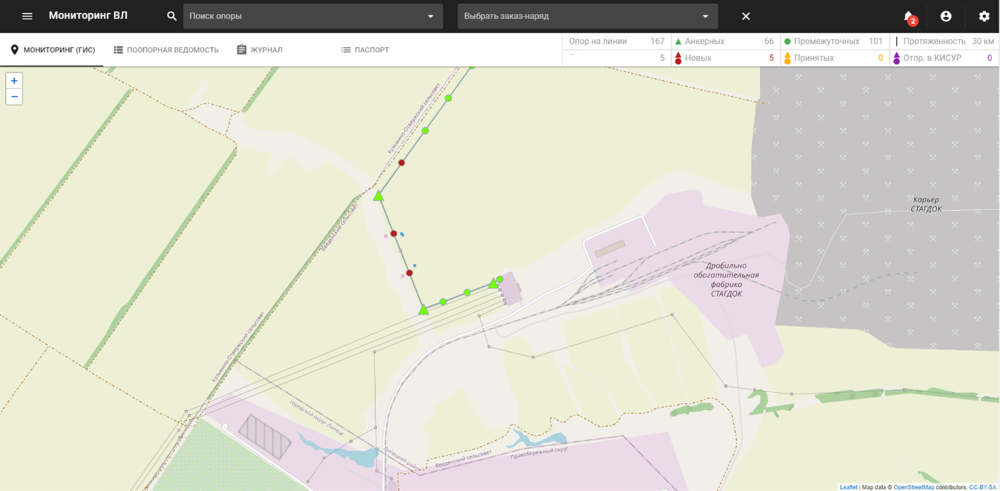 Мониторинг ВЛ
Поиск опоры
Выбрать заказ-наряд
2
МОНИТОРИНГ (ГИС)
ПООПОРНАЯ ВЕДОМОСТЬ
ЖУРНАЛ
ПАСПОРТ
Опор на линии 167
Анкерных 66
Промежуточных 101
Протяженность 30 км
5
Новых 5
Принятых 0
Отпр. в КИСУР 0
+
−
Кузьмино-Отвержский сельсовет
Введенский сельсовет
Карьер
СТАГДОК
Дробильно
обогатительная
фабрика
СТАГДОК
Кузьмино-Отвержский сельсовет
городской округ Липецк
Липецкий район
Введенский сельсовет
Правобережный округ
Leaflet | Map data © OpenStreetMap contributors, CC-BY-SA